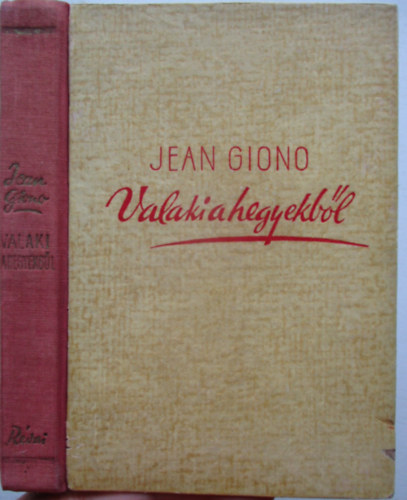 Jean
Giono
VALAKI
A HEGYEKBŐL
Révai
JEAN GIONO
Valaki a hegyekből